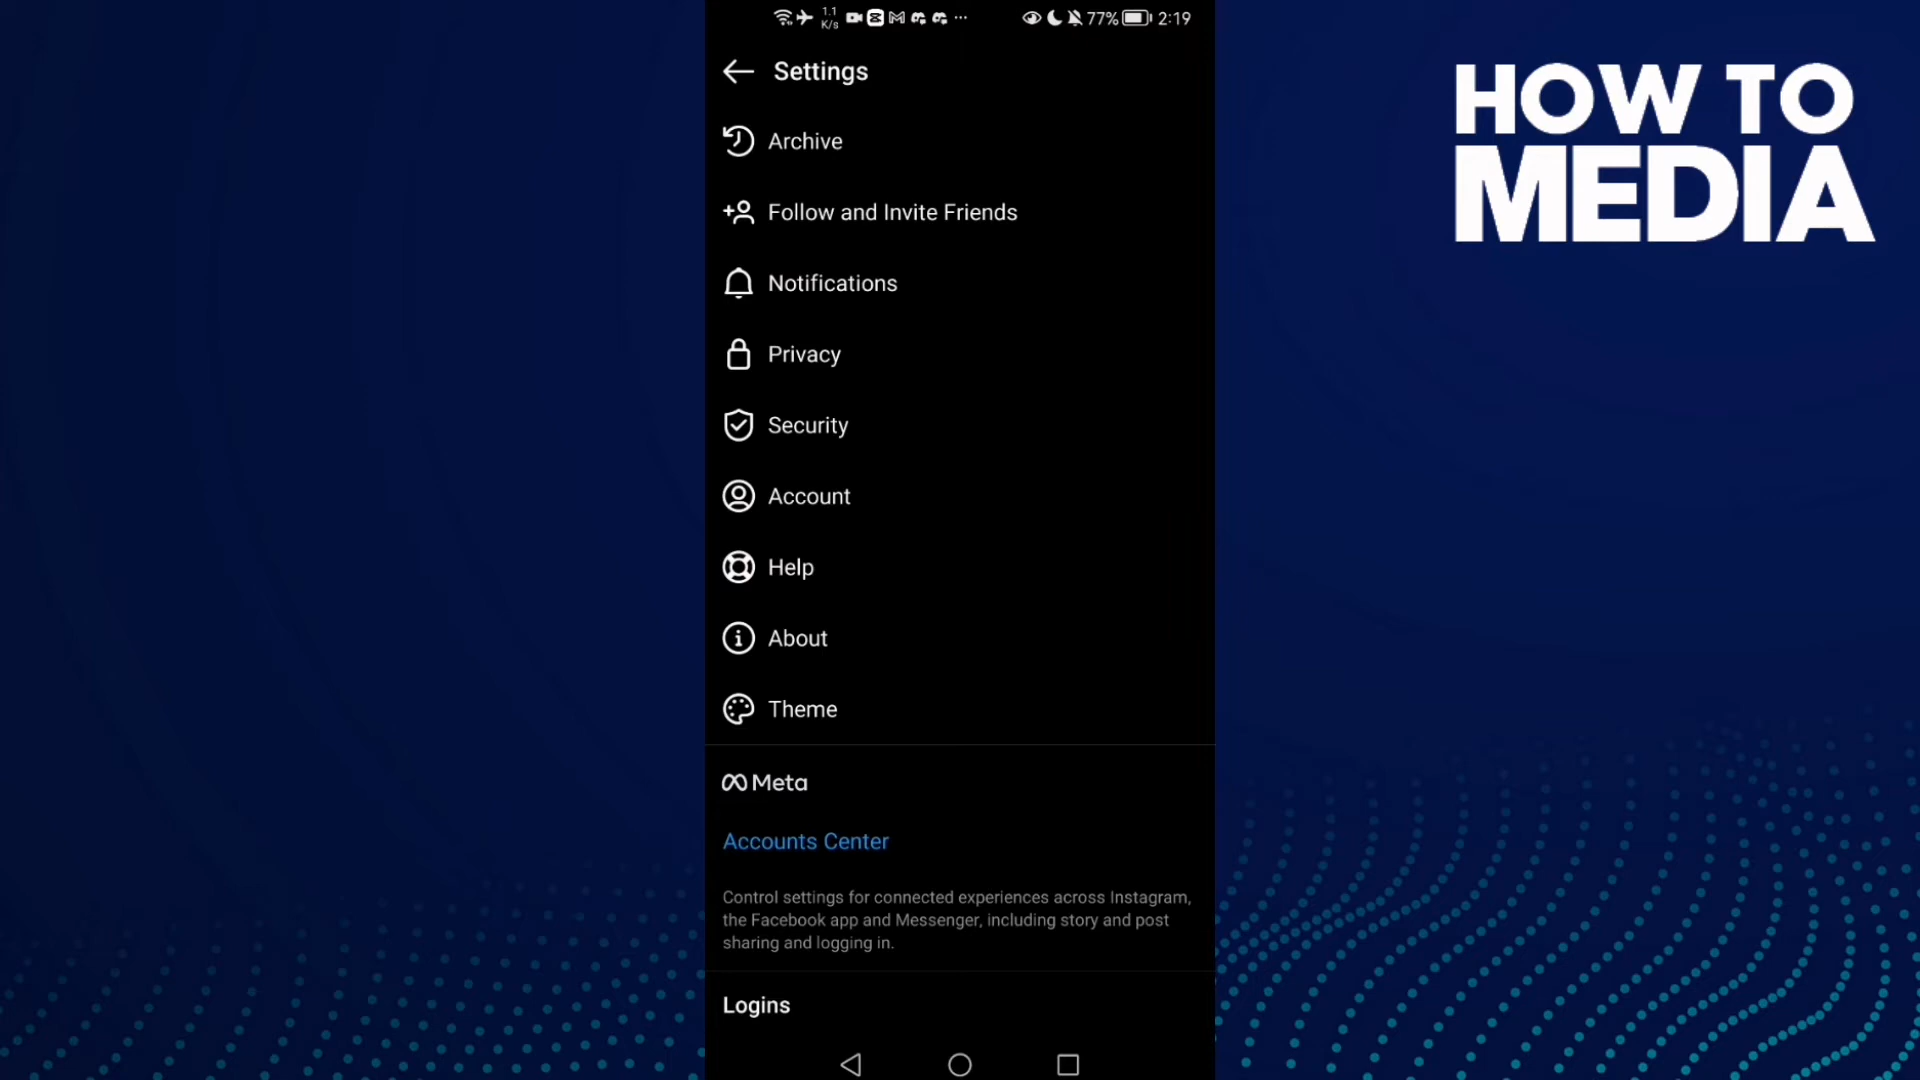 1.1
K/s
77% 2:19
Settings
HOW TO
MEDIA
Archive
Follow and Invite Friends
Notifications
Privacy
Security
Account
Help
About
Theme
Meta
Accounts Center
Control settings for connected experiences across Instagram,
the Facebook app and Messenger, including story and post
sharing and logging in.
Logins